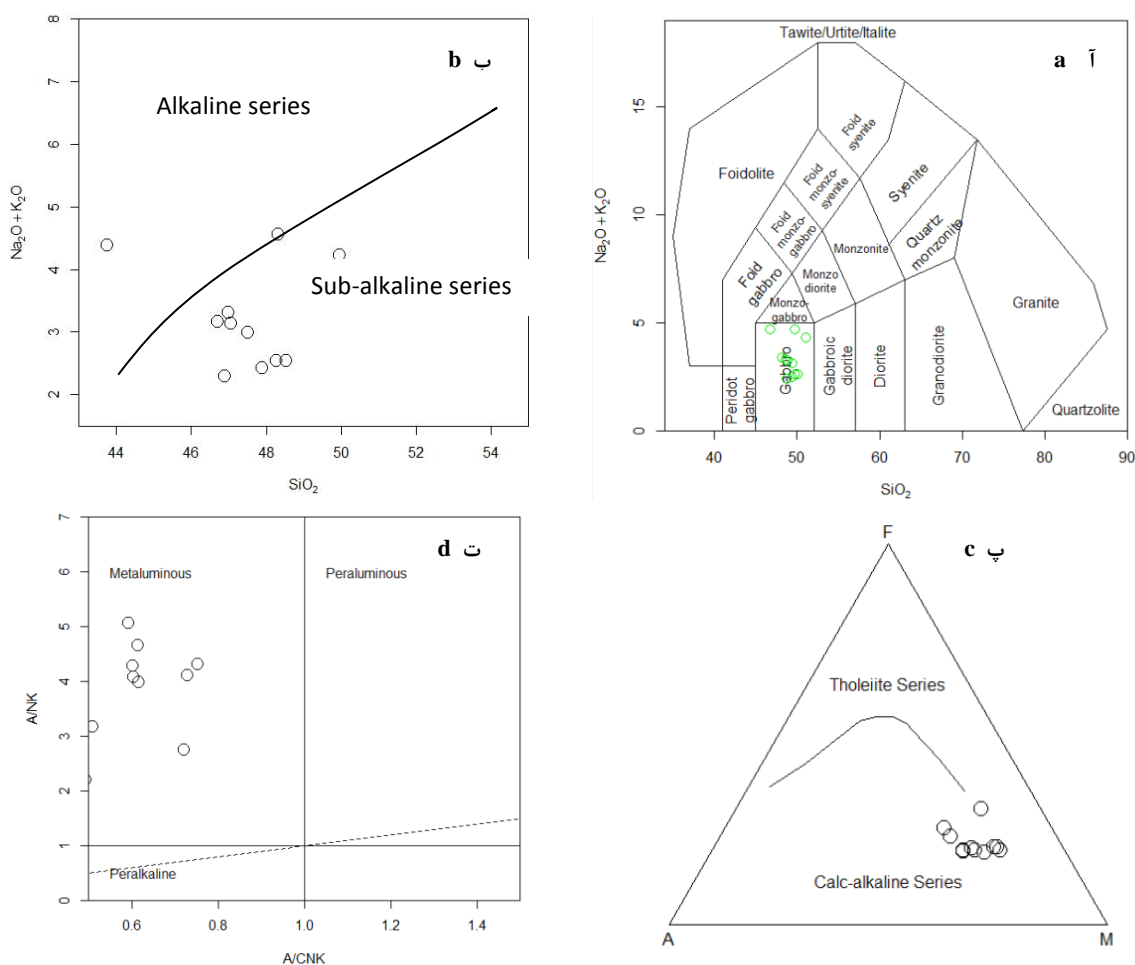 ب b
Alkaline series
Sub-alkaline series
Na₂O + K₂O
8
7
6
5
4
3
2
44 46 48 50 52 54
SiO₂
آ a
Tawite/Urtite/Italite
Foid
syenite
Foidolite
Foid
monzo-
syenite
Syenite
Foid
monzo-
gabbro
Quartz
monzonite
Foid
gabbro
Monzonite
Monzo
diorite
Monzo-
gabbro
Granite
Peridot
gabbro
Gabbro
Gabbroic
diorite
Diorite
Granodiorite
Quartzolite
Na₂O + K₂O
15
10
5
0
40 50 60 70 80 90
SiO₂
ت d
Metaluminous
Peraluminous
Peralkaline
A/NK
7
6
5
4
3
2
1
0
0.6 0.8 1.0 1.2 1.4
A/CNK
پ c
F
Tholeiite Series
Calc-alkaline Series
A
M